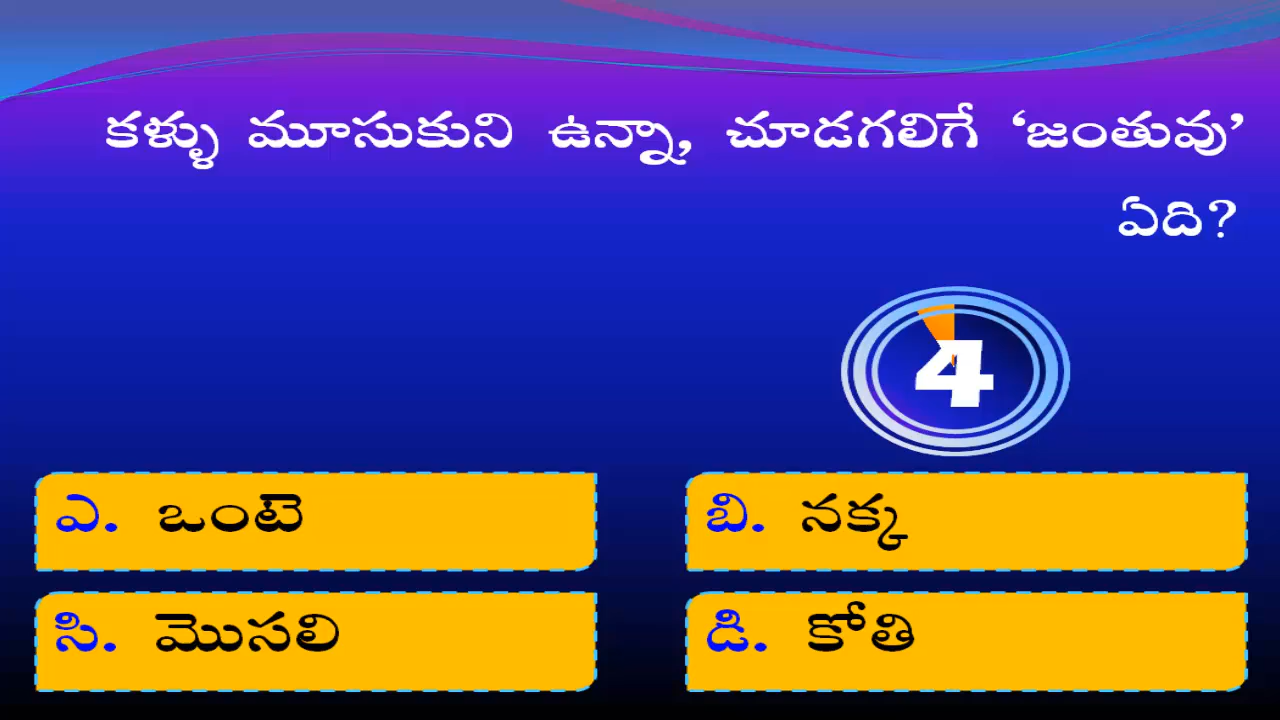 కళ్ళు మూసుకుని ఉన్నా, చూడగలిగే ‘జంతువు’
ఏది?
4
ఎ. ఒంటె
బి. నక్క
సి. మొసలి
డి. కోతి